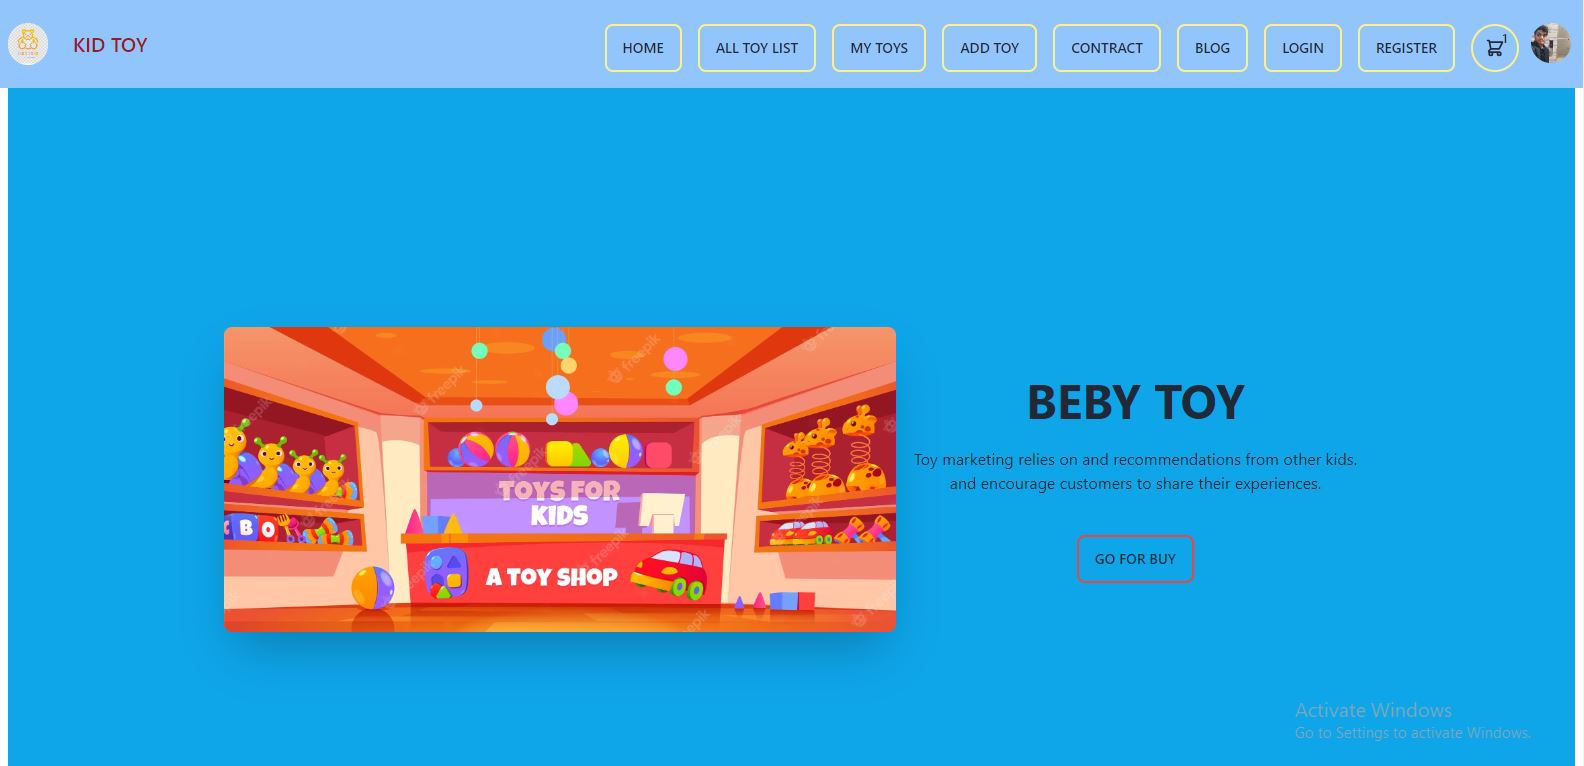 KID TOY
HOME
ALL TOY LIST
MY TOYS
ADD TOY
CONTRACT
BLOG
LOGIN
REGISTER
1
TOYS FOR
KIDS
B O
A TOY SHOP
freepik
BEBY TOY
Toy marketing relies on and recommendations from other kids.
and encourage customers to share their experiences.
GO FOR BUY
Activate Windows
Go to Settings to activate Windows.